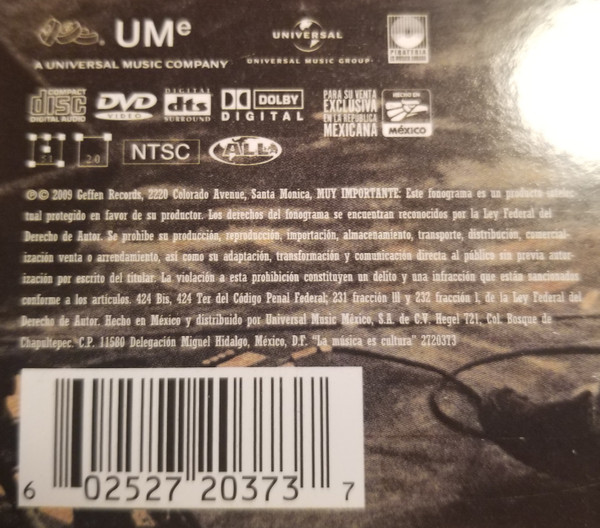 UMe
A UNIVERSAL MUSIC COMPANY
UNIVERSAL
UNIVERSAL MUSIC GROUP
PIRATERIA
COMPACT
disc
DIGITAL AUDIO
DVD
VIDEO
DIGITAL
dts
SURROUND
DOLBY
DIGITAL
PARA SU VENTA
EXCLUSIVA
EN LA REPÚBLICA
MEXICANA
HECHO EN
MÉXICO
5.1
2.0
NTSC
ALL
℗© 2009 Geffen Records, 2220 Colorado Avenue, Santa Monica, MUY IMPORTANTE: Este fonograma es un producto intelec-
tual protegido en favor de su productor. Los derechos del fonograma se encuentran reconocidos por la Ley Federal del
Derecho de Autor. Se prohibe su producción, reproducción, importación, almacenamiento, transporte, distribución, comercial-
ización venta o arrendamiento, así como su adaptación, transformación y comunicación directa al público sin previa autor-
ización por escrito del titular. La violación a esta prohibición constituyen un delito y una infracción que están sancionadas
conforme a los artículos. 424 Bis, 424 Ter del Código Penal Federal; 231 fracción III y 232 fracción I, de la Ley Federal del
Derecho de Autor. Hecho en México y distribuido por Universal Music México, S.A. de C.V. Hegel 721, Col. Bosque de
Chapultepec. C.P. 11580 Delegación Miguel Hidalgo, México, D.F. "La música es cultura" 2720373
6 02527 20373 7